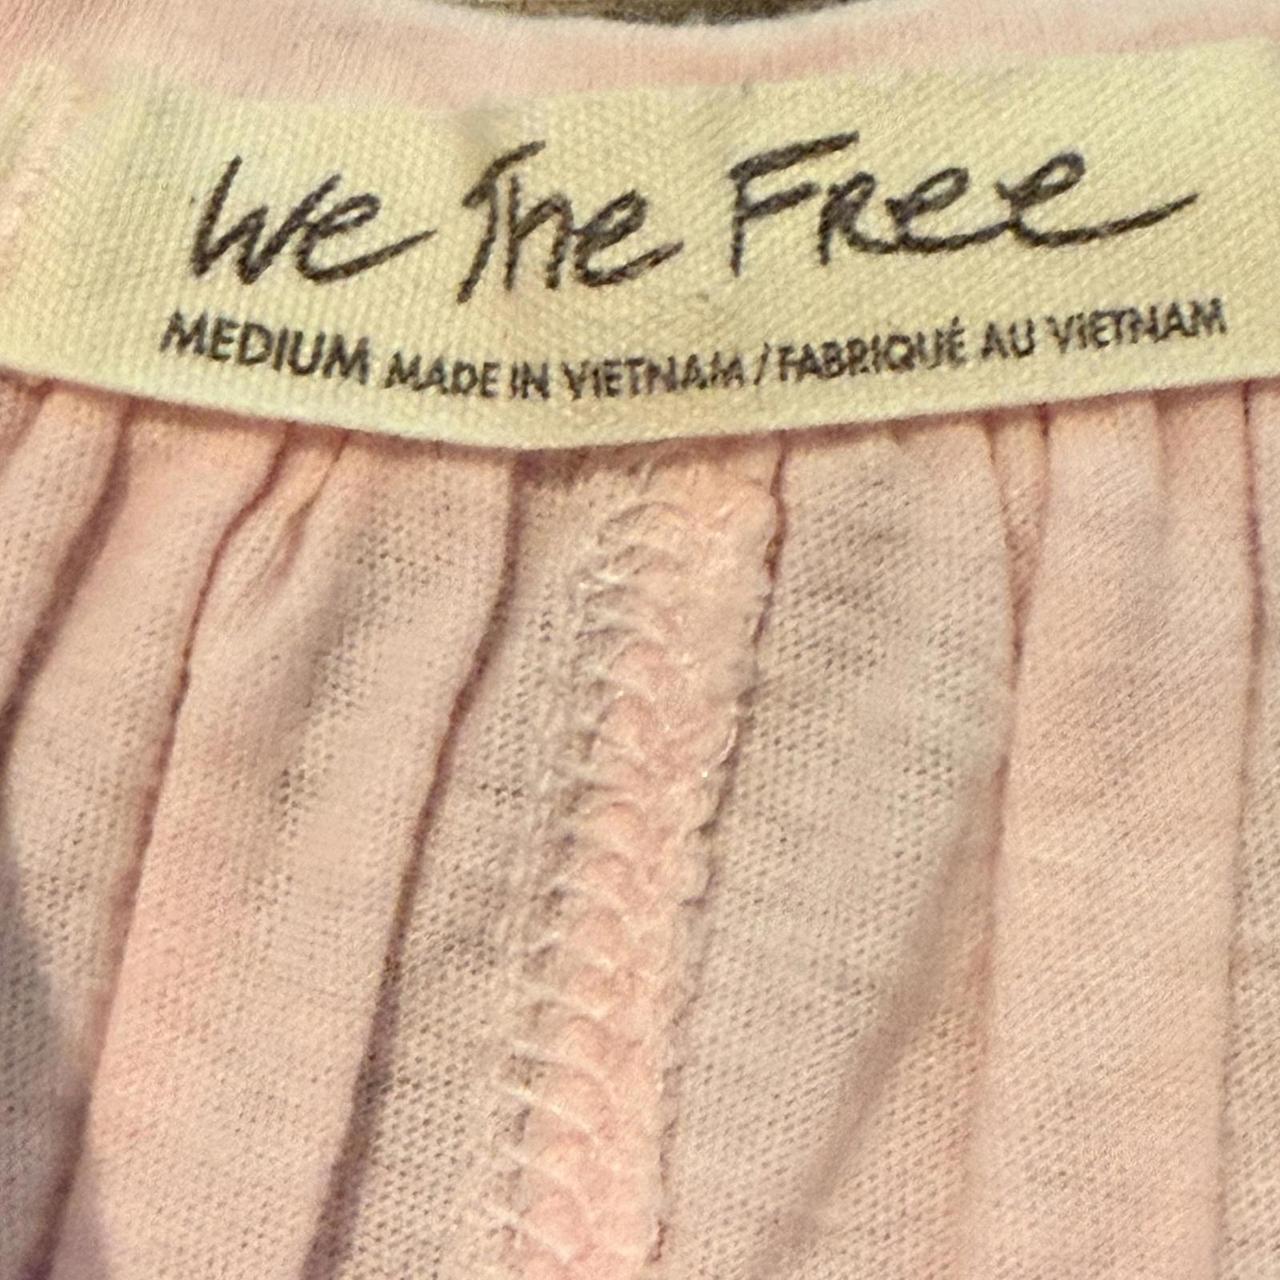 We The Free
MEDIUM MADE IN VIETNAM / FABRIQUÉ AU VIETNAM